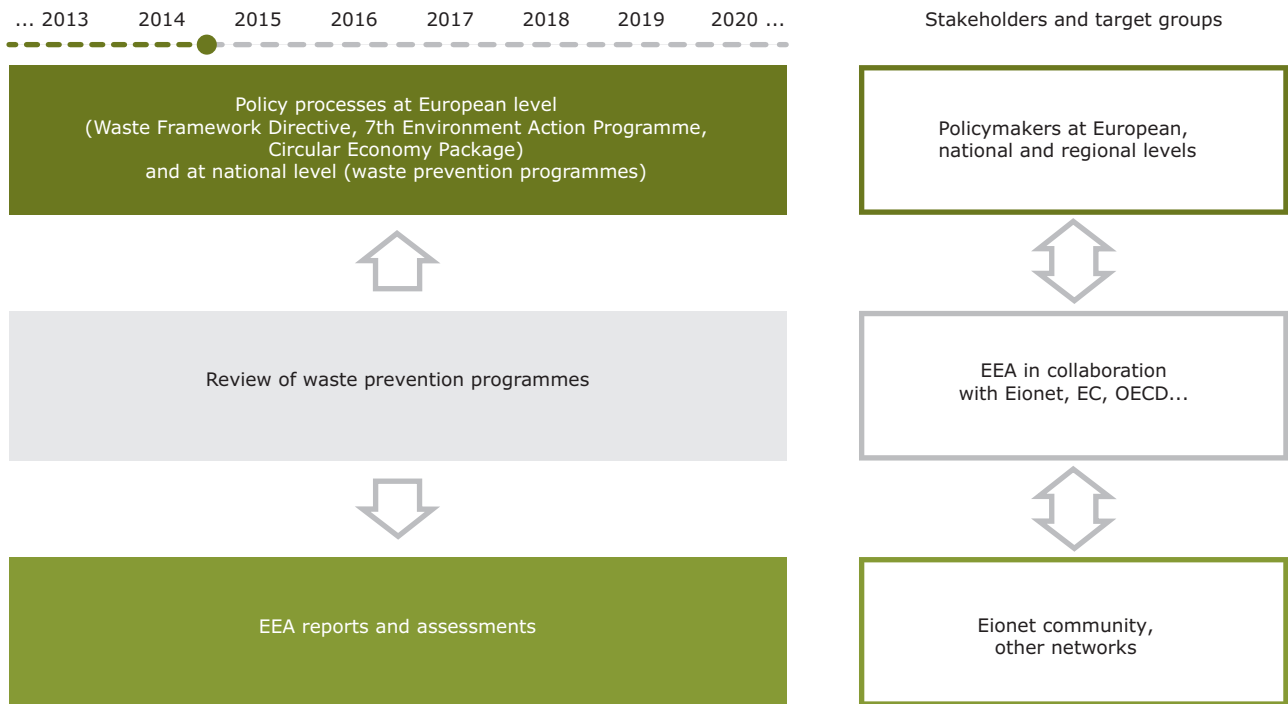 ... 2013 2014 2015 2016 2017 2018 2019 2020 ...
Stakeholders and target groups
Policy processes at European level
(Waste Framework Directive, 7th Environment Action Programme,
Circular Economy Package)
and at national level (waste prevention programmes)
Policymakers at European,
national and regional levels
Review of waste prevention programmes
EEA in collaboration
with Eionet, EC, OECD...
EEA reports and assessments
Eionet community,
other networks